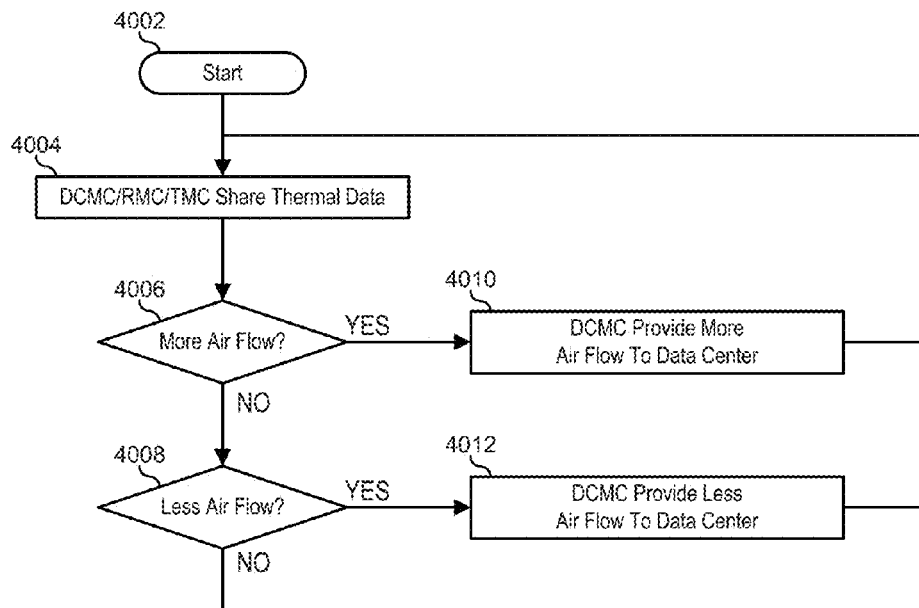 4002
Start
4004
DCMC/RMC/TMC Share Thermal Data
4006
More Air Flow?
YES
4010
DCMC Provide More
Air Flow To Data Center
NO
4008
Less Air Flow?
YES
4012
DCMC Provide Less
Air Flow To Data Center
NO